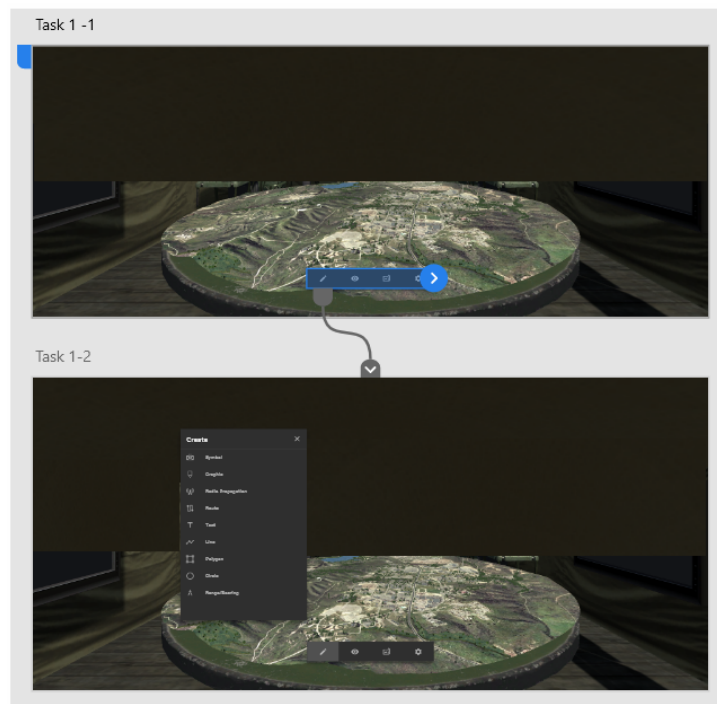 Task 1 -1
Task 1-2
Create
Symbol
Graphic
Radio Propagation
Route
Text
Line
Polygon
Circle
Range/Bearing